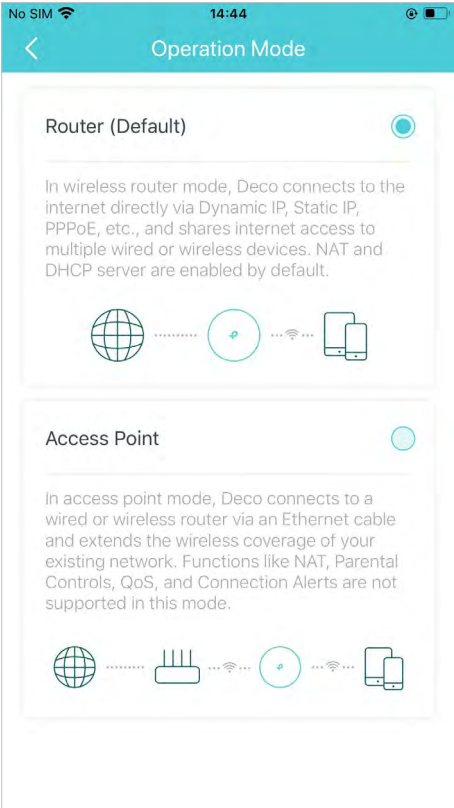 No SIM 14:44
Operation Mode
Router (Default)
In wireless router mode, Deco connects to the
internet directly via Dynamic IP, Static IP,
PPPoE, etc., and shares internet access to
multiple wired or wireless devices. NAT and
DHCP server are enabled by default.
Access Point
In access point mode, Deco connects to a
wired or wireless router via an Ethernet cable
and extends the wireless coverage of your
existing network. Functions like NAT, Parental
Controls, QoS, and Connection Alerts are not
supported in this mode.